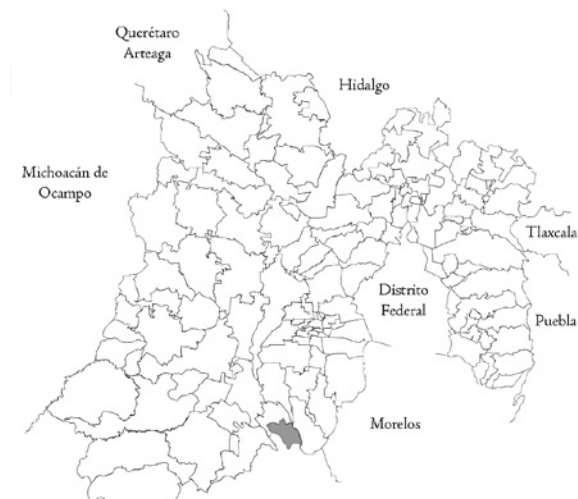 Querétaro
Arteaga
Hidalgo
Michoacán de
Ocampo
Tlaxcala
Distrito
Federal
Puebla
Morelos